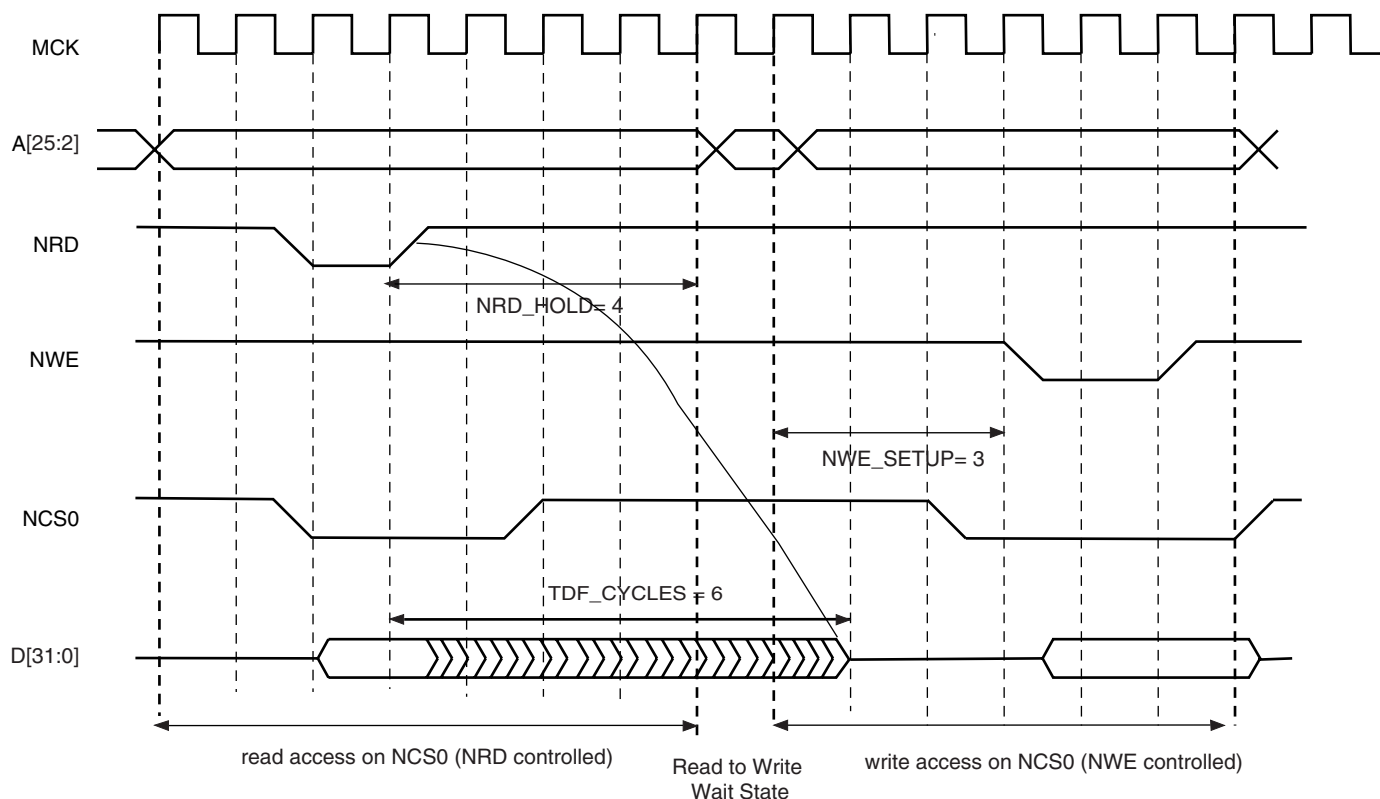 MCK
A[25:2]
NRD
NRD_HOLD= 4
NWE
NWE_SETUP= 3
NCS0
TDF_CYCLES = 6
D[31:0]
read access on NCS0 (NRD controlled)
Read to Write
Wait State
write access on NCS0 (NWE controlled)